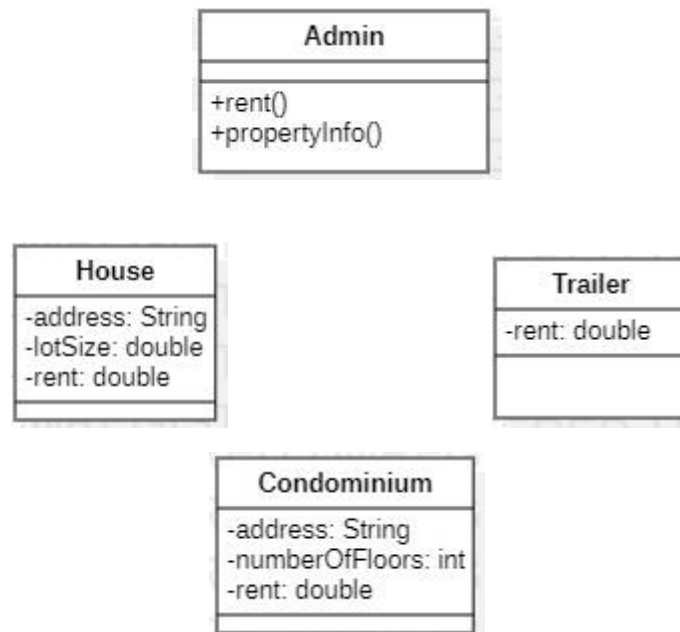 Admin
+rent()
+propertyInfo()
House
-address: String
-lotSize: double
-rent: double
Trailer
-rent: double
Condominium
-address: String
-numberOfFloors: int
-rent: double